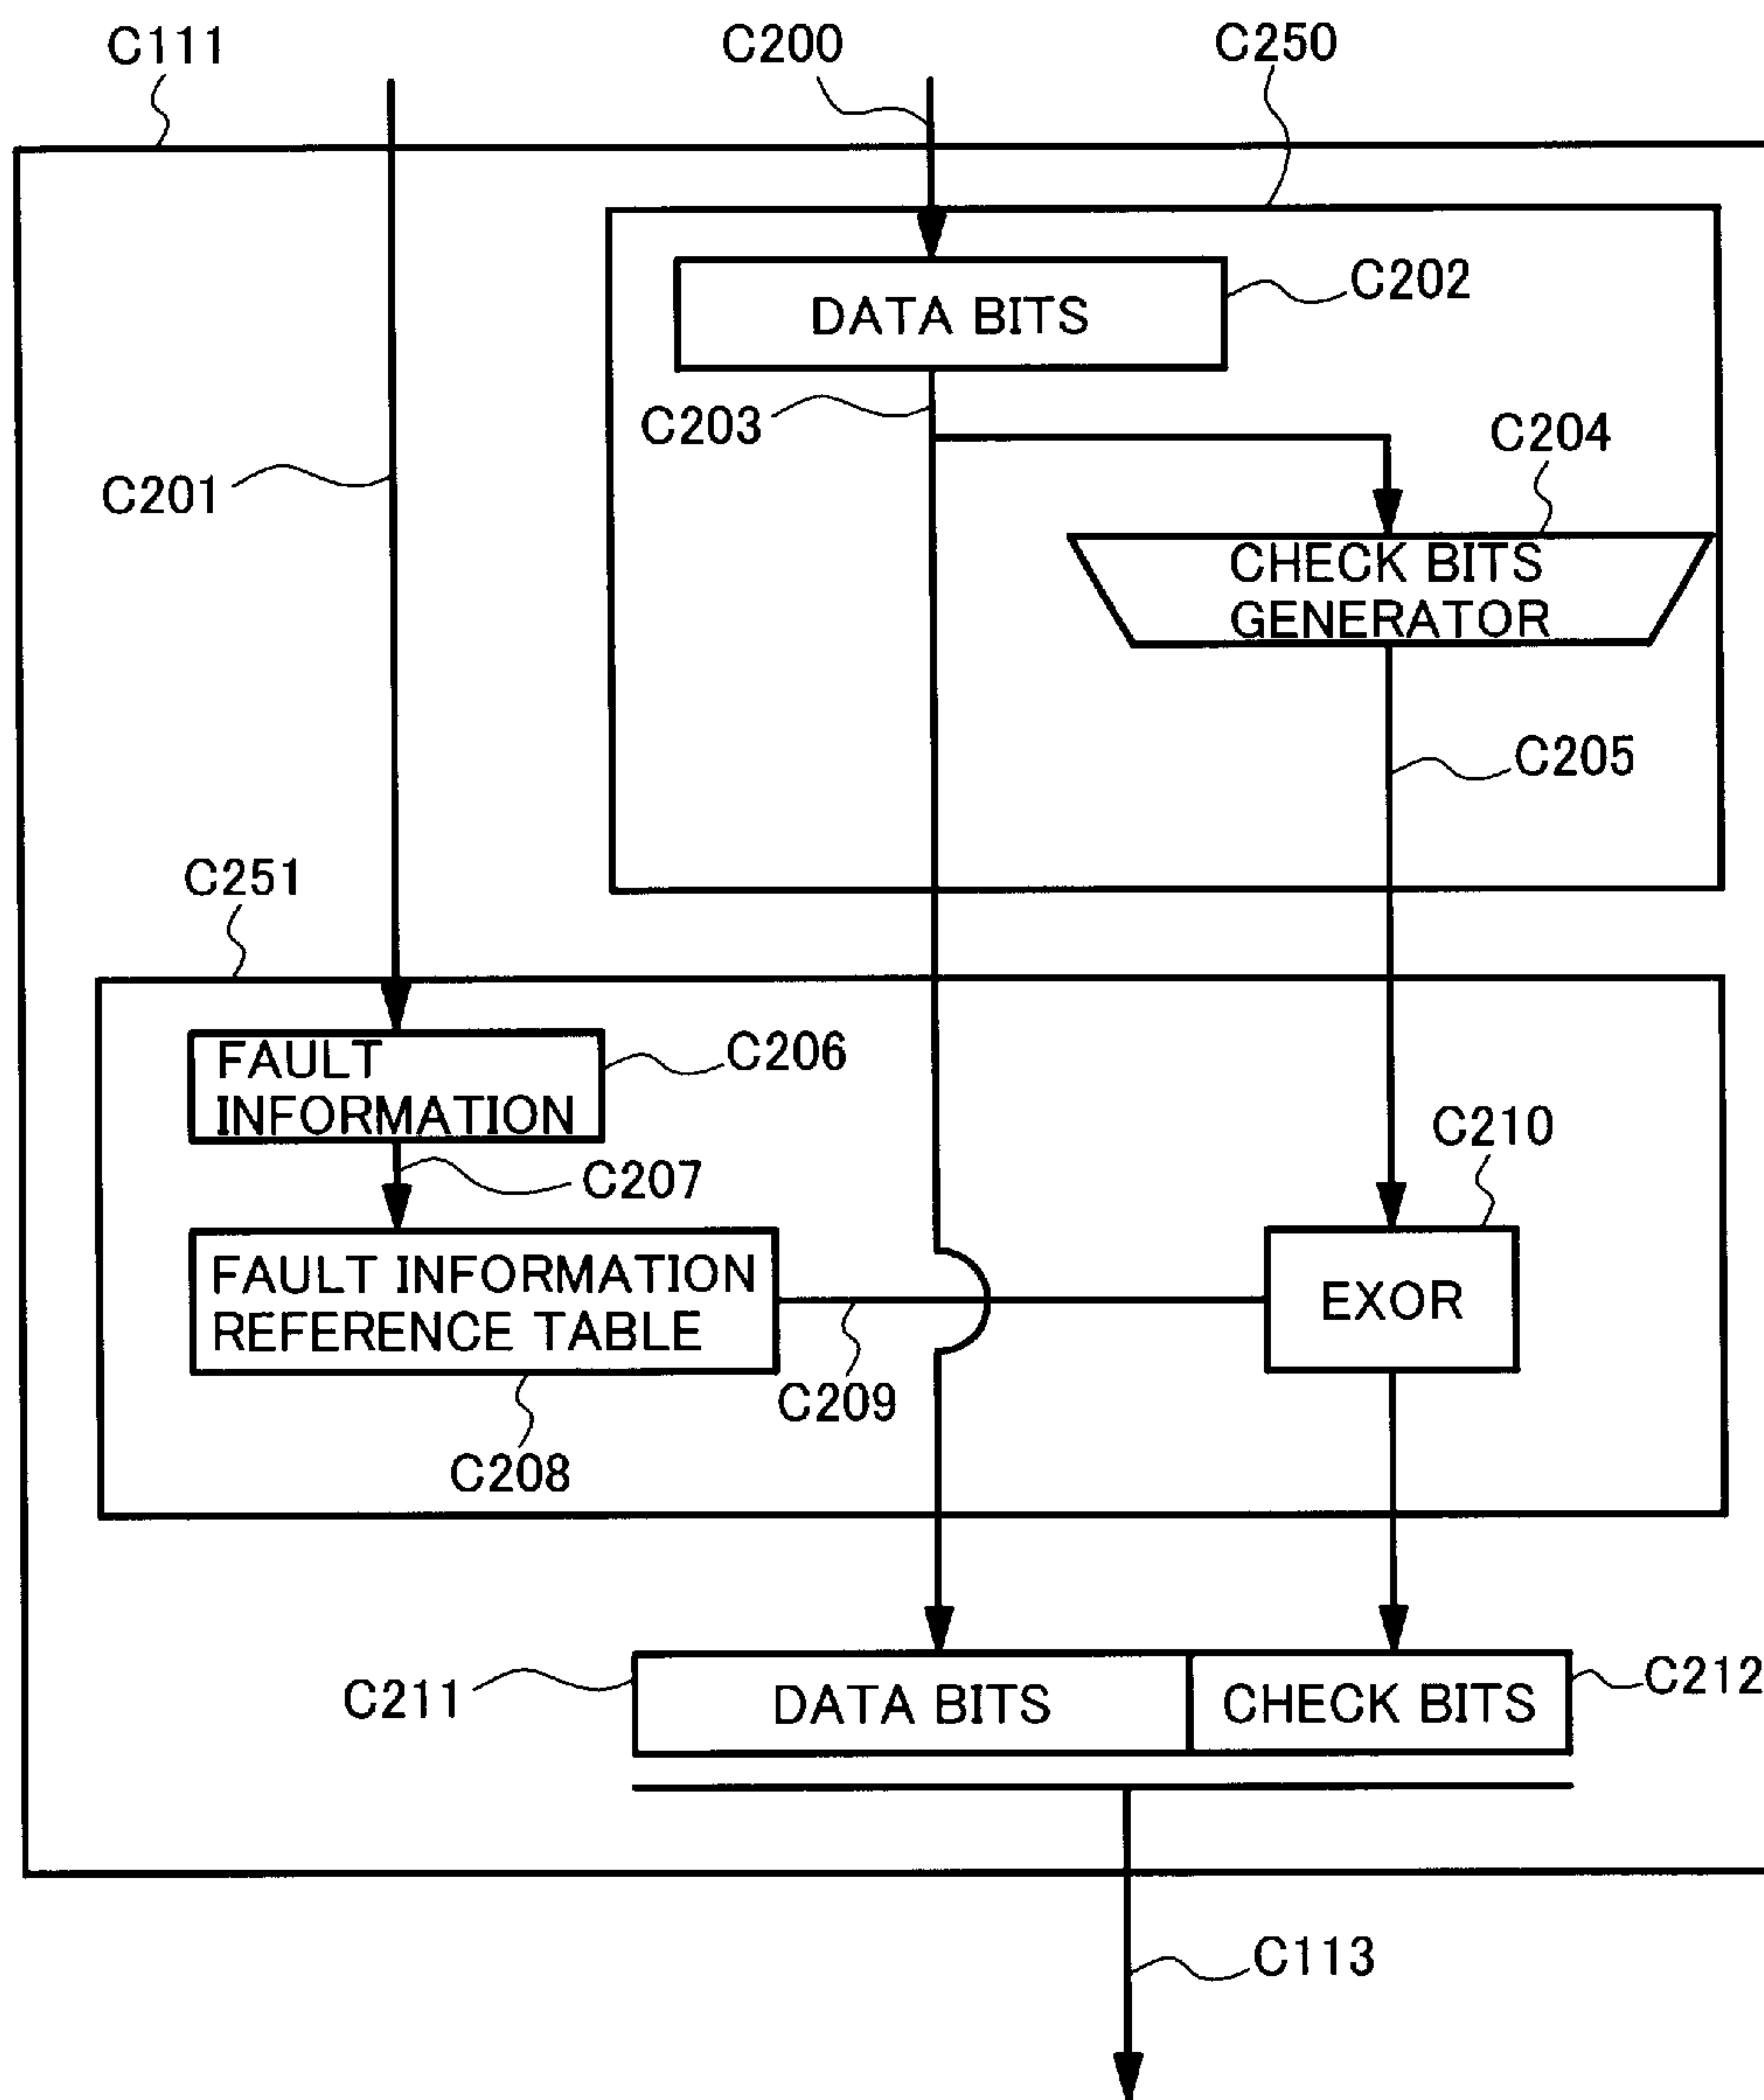 C111
C200
C250
DATA BITS
C202
C203
C204
C201
CHECK BITS
GENERATOR
C205
C251
FAULT
INFORMATION
C206
C207
C210
FAULT INFORMATION
REFERENCE TABLE
EXOR
C209
C208
C211
DATA BITS
CHECK BITS
C212
C113